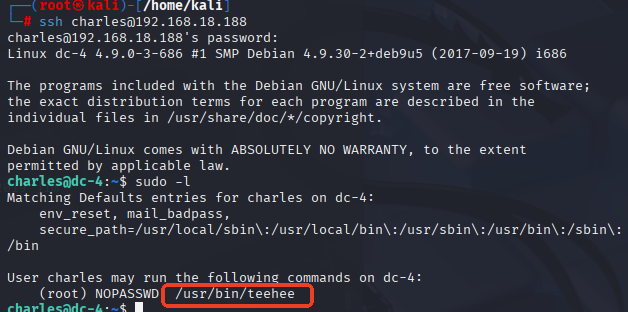 ┌──(root㉿kali)-[/home/kali]
└─# ssh charles@192.168.18.188
charles@192.168.18.188's password:
Linux dc-4 4.9.0-3-686 #1 SMP Debian 4.9.30-2+deb9u5 (2017-09-19) i686
The programs included with the Debian GNU/Linux system are free software;
the exact distribution terms for each program are described in the
individual files in /usr/share/doc/*/copyright.
Debian GNU/Linux comes with ABSOLUTELY NO WARRANTY, to the extent
permitted by applicable law.
charles@dc-4:~$ sudo -l
Matching Defaults entries for charles on dc-4:
env_reset, mail_badpass,
secure_path=/usr/local/sbin\:/usr/local/bin\:/usr/sbin\:/usr/bin\:/sbin\:
/bin
User charles may run the following commands on dc-4:
(root) NOPASSWD /usr/bin/teehee
charles@dc-4:~$